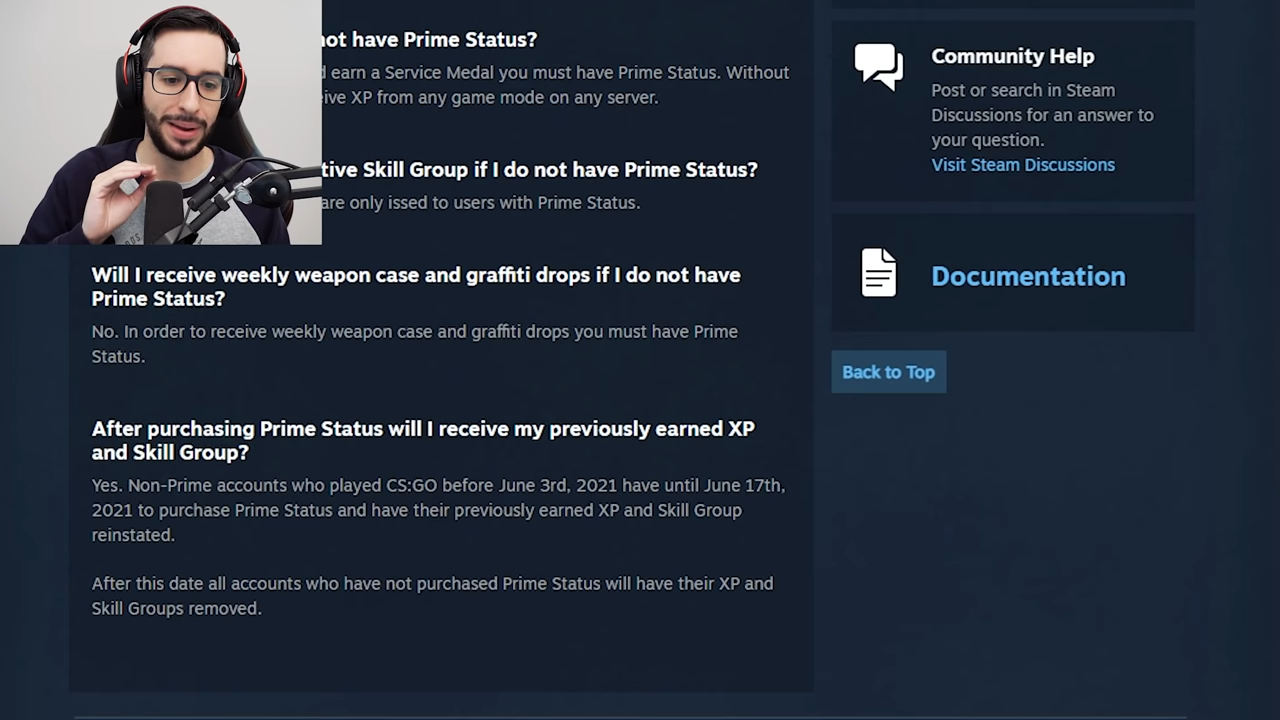 not have Prime Status?
d earn a Service Medal you must have Prime Status. Without
ive XP from any game mode on any server.
tive Skill Group if I do not have Prime Status?
are only issed to users with Prime Status.
Will I receive weekly weapon case and graffiti drops if I do not have
Prime Status?
No. In order to receive weekly weapon case and graffiti drops you must have Prime
Status.
After purchasing Prime Status will I receive my previously earned XP
and Skill Group?
Yes. Non-Prime accounts who played CS:GO before June 3rd, 2021 have until June 17th,
2021 to purchase Prime Status and have their previously earned XP and Skill Group
reinstated.
After this date all accounts who have not purchased Prime Status will have their XP and
Skill Groups removed.
Community Help
Post or search in Steam
Discussions for an answer to
your question.
Visit Steam Discussions
Documentation
Back to Top